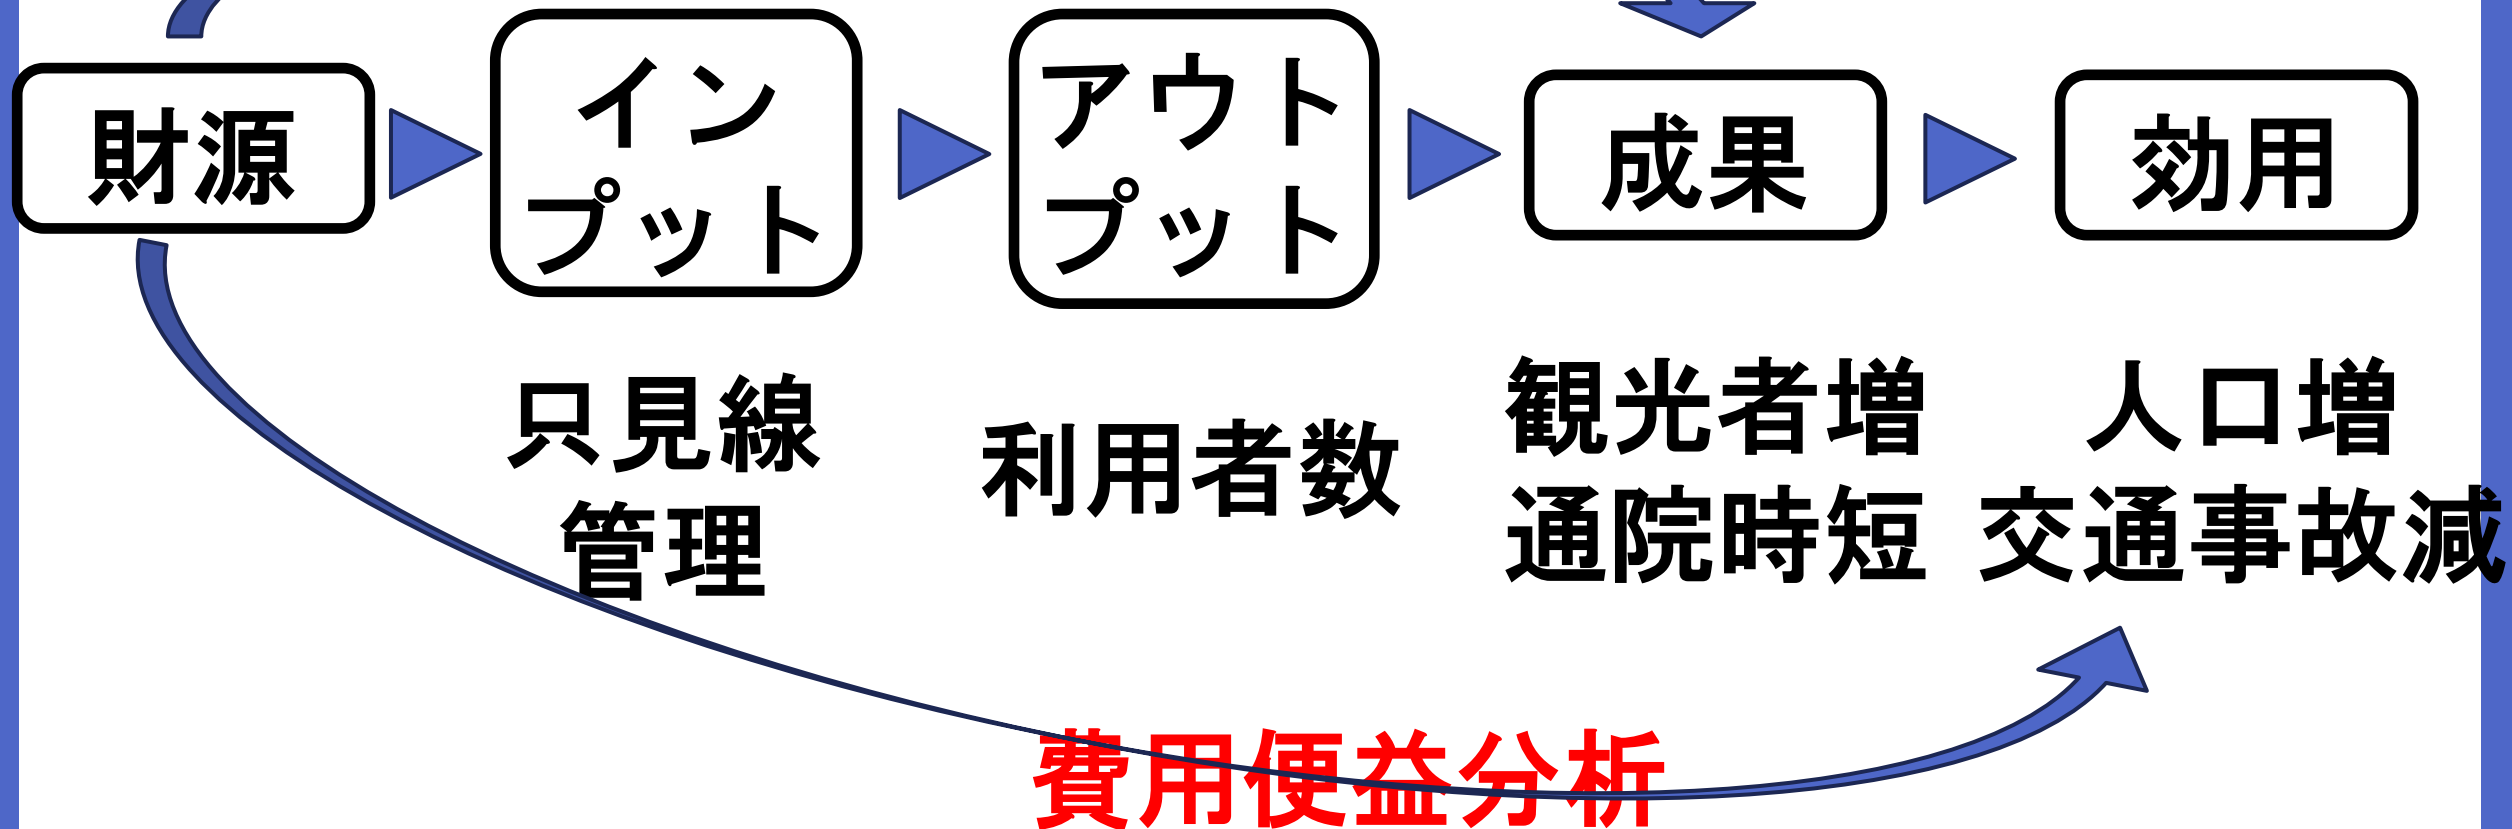 財源
イン
プット
アウト
プット
成果
効用
只見線
管理
利用者数
観光者増
通院時短
人口増
交通事故減
費用便益分析